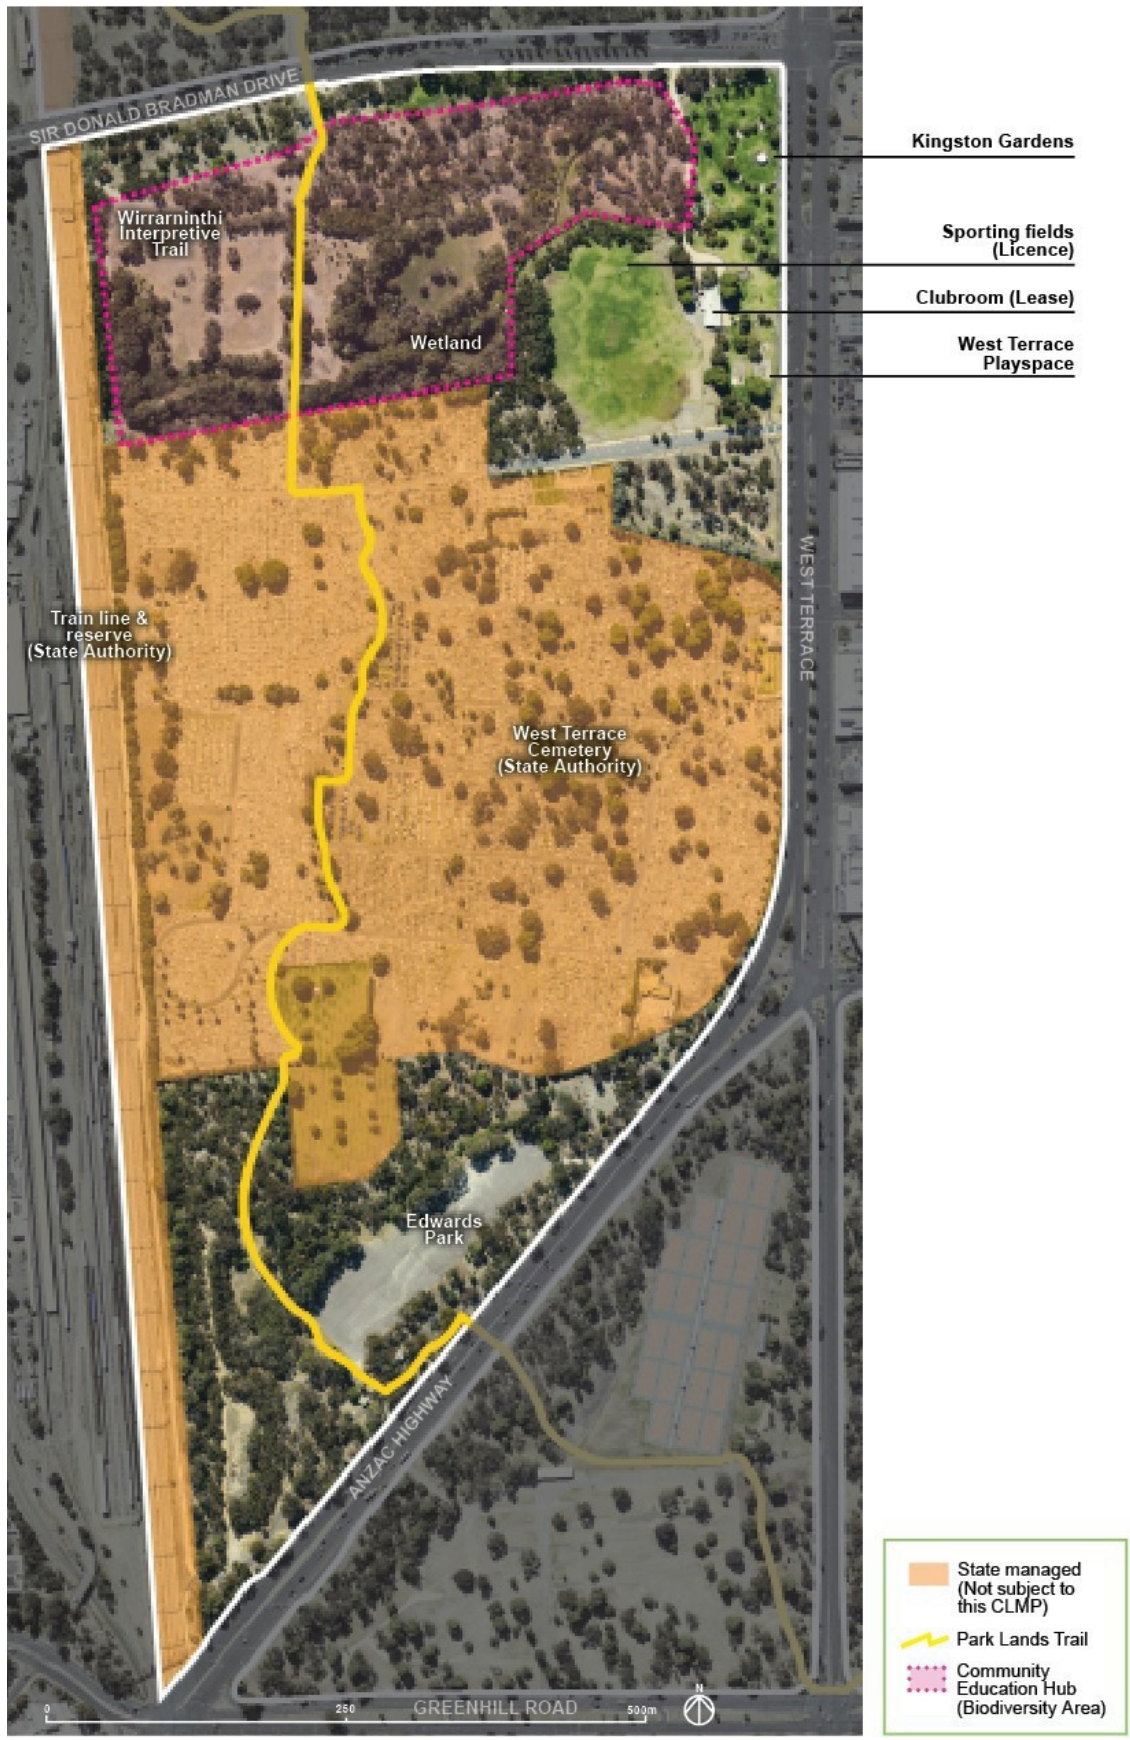 SIR DONALD BRADMAN DRIVE
Kingston Gardens
Wirrarninthi
Interpretive
Trail
Sporting fields
(Licence)
Clubroom (Lease)
Wetland
West Terrace
Playspace
WEST TERRACE
Train line &
reserve
(State Authority)
West Terrace
Cemetery
(State Authority)
Edwards
Park
ANZAC HIGHWAY
State managed
(Not subject to
this CLMP)
Park Lands Trail
Community
Education Hub
(Biodiversity Area)
N
0 250 500m
GREENHILL ROAD